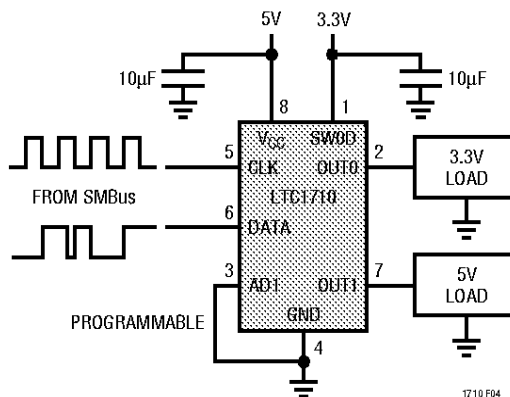 5V 3.3V
10µF 10µF
8 1
VCC SW0D
5 CLK OUT0 2
3.3V
LOAD
LTC1710
FROM SMBus
6 DATA
3 AD1 OUT1 7
5V
LOAD
GND
PROGRAMMABLE
4
1710 F04